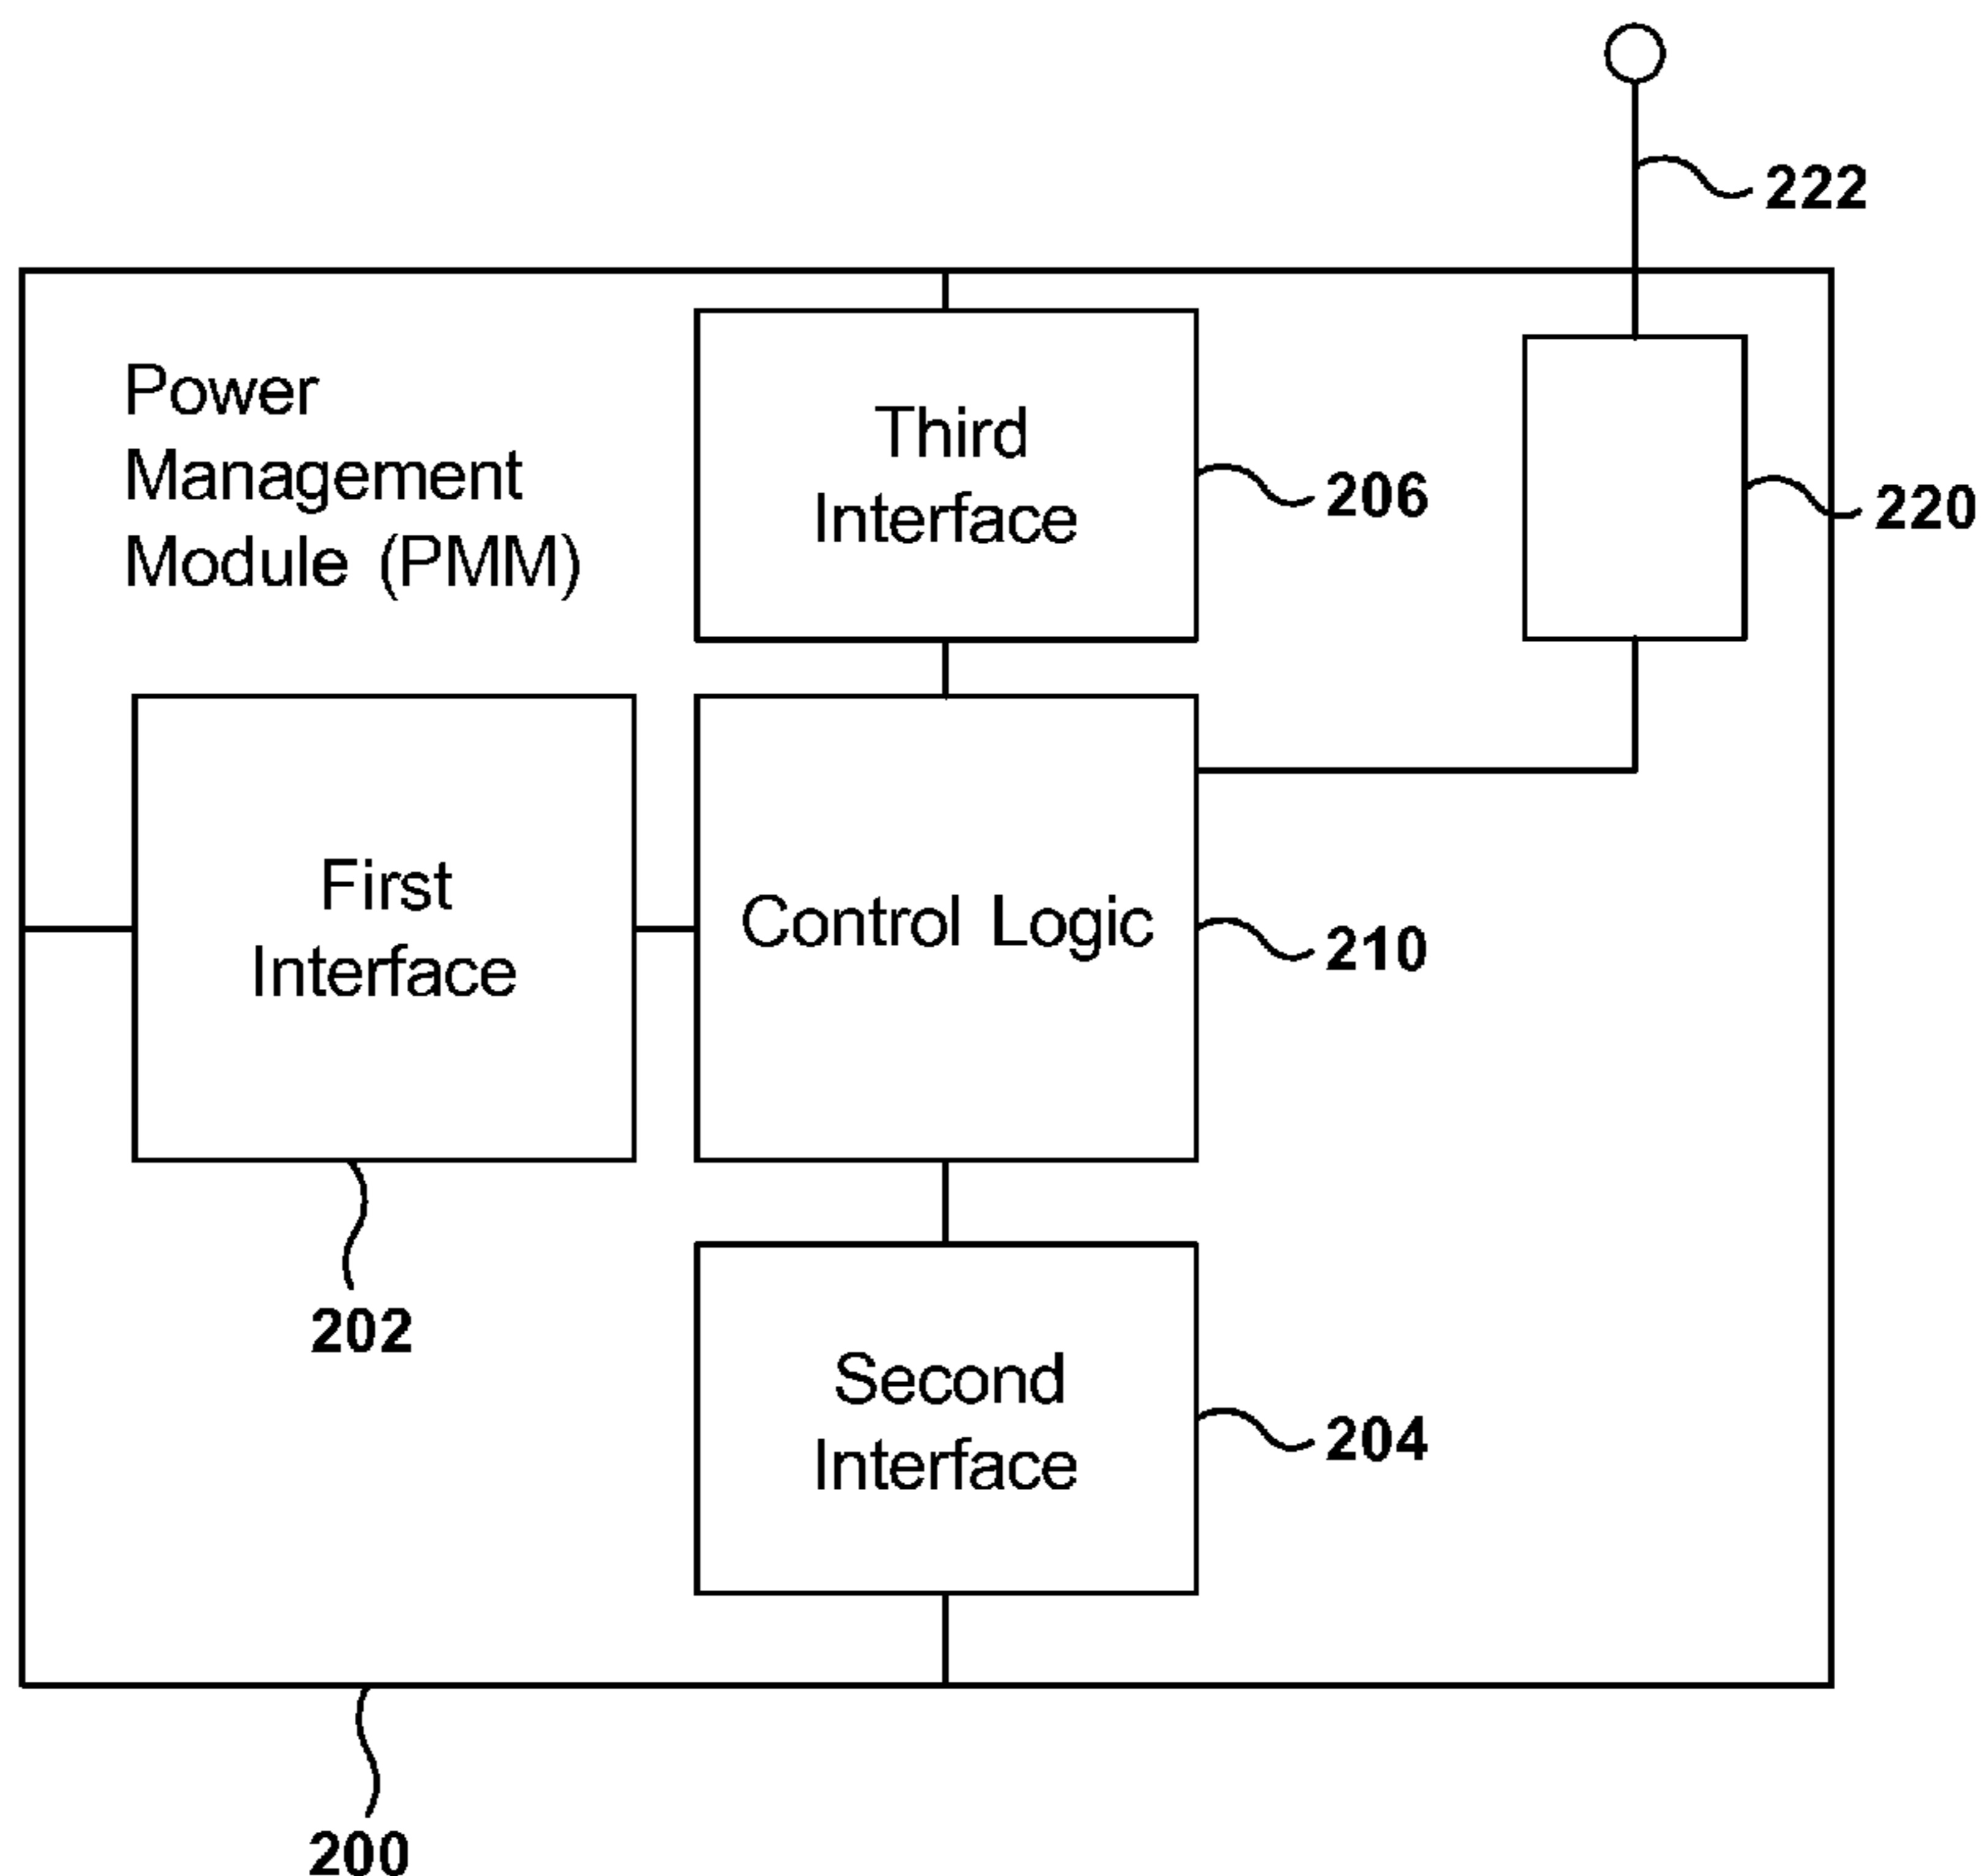 222
Power
Management
Module (PMM)
Third
Interface
206
220
First
Interface
Control Logic
210
202
Second
Interface
204
200